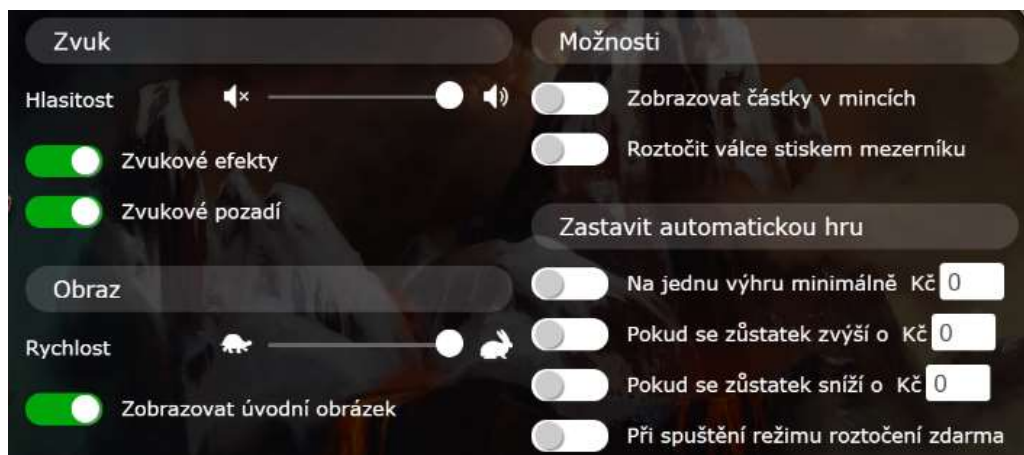 Zvuk
Hlasitost
Zvukové efekty
Zvukové pozadí
Obraz
Rychlost
Zobrazovat úvodní obrázek
Možnosti
Zobrazovat částky v mincích
Roztočit válce stiskem mezerníku
Zastavit automatickou hru
Na jednu výhru minimálně Kč 0
Pokud se zůstatek zvýší o Kč 0
Pokud se zůstatek sníží o Kč 0
Při spuštění režimu roztočení zdarma